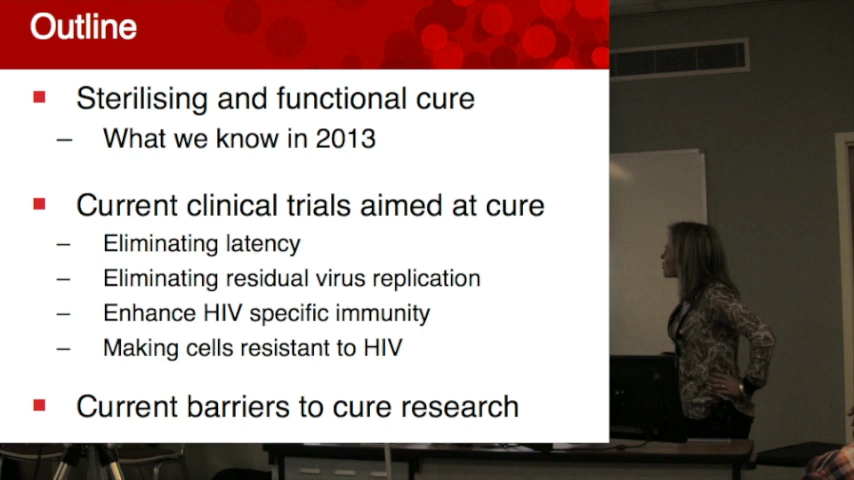 Outline
Sterilising and functional cure
– What we know in 2013
Current clinical trials aimed at cure
– Eliminating latency
– Eliminating residual virus replication
– Enhance HIV specific immunity
– Making cells resistant to HIV
Current barriers to cure research